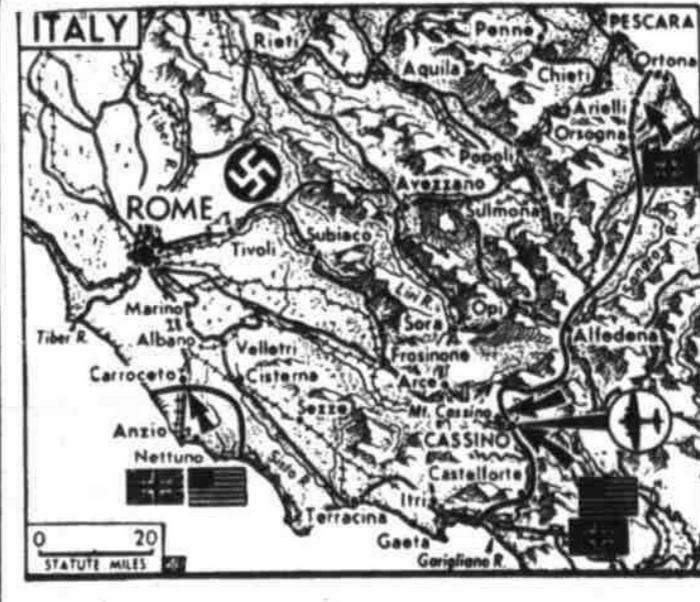 ITALY
PESCARA
Penne
Rieti
Ortona
Aquila
Chieti
Arielli
Orsogna
Tiber R.
Popoli
Avezzano
ROME
Sulmona
Subiaco
Tivoli
Sangro R.
Liri R.
Marino
Opi
Tiber R.
Albano
Sora
Alfedena
Velletri
Frosinone
Carroceto
Cisterna
Arce
Sezze
Mt. Cassino
Anzio
CASSINO
Nettuno
Sisto R.
Castelforte
Itri
Terracina
0 20
STATUTE MILES
Gaeta
Garigliano R.